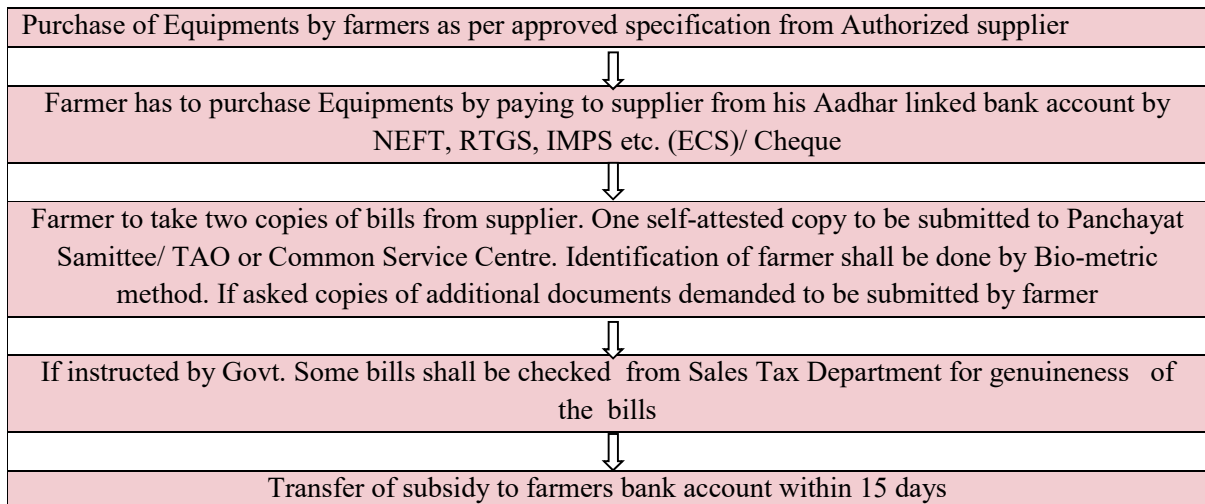 Purchase of Equipments by farmers as per approved specification from Authorized supplier
Farmer has to purchase Equipments by paying to supplier from his Aadhar linked bank account by
NEFT, RTGS, IMPS etc. (ECS)/ Cheque
Farmer to take two copies of bills from supplier. One self-attested copy to be submitted to Panchayat
Samittee/ TAO or Common Service Centre. Identification of farmer shall be done by Bio-metric
method. If asked copies of additional documents demanded to be submitted by farmer
If instructed by Govt. Some bills shall be checked from Sales Tax Department for genuineness of
the bills
Transfer of subsidy to farmers bank account within 15 days